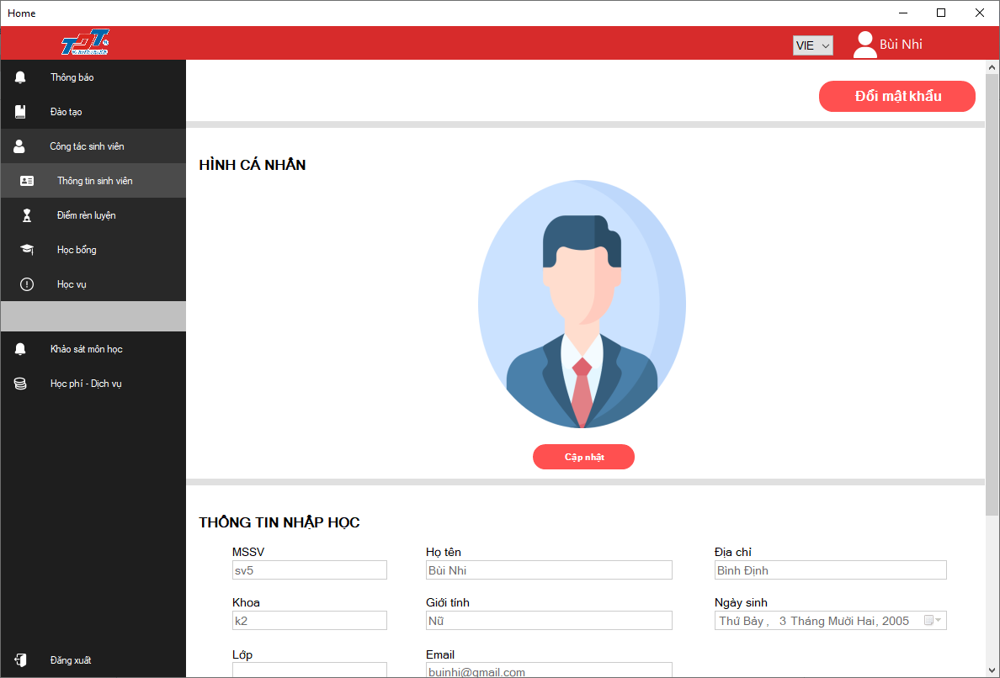 Home
TDT
VIE
Bùi Nhi
Thông báo
Đào tạo
Công tác sinh viên
Thông tin sinh viên
Điểm rèn luyện
Học bổng
Học vụ
Khảo sát môn học
Học phí - Dịch vụ
Đăng xuất
Đổi mật khẩu
HÌNH CÁ NHÂN
Cập nhật
THÔNG TIN NHẬP HỌC
MSSV
Họ tên
Địa chỉ
sv5
Bùi Nhi
Bình Định
Khoa
Giới tính
Ngày sinh
k2
Nữ
Thứ Bảy , 3 Tháng Mười Hai, 2005
Lớp
Email
buinhi@gmail.com